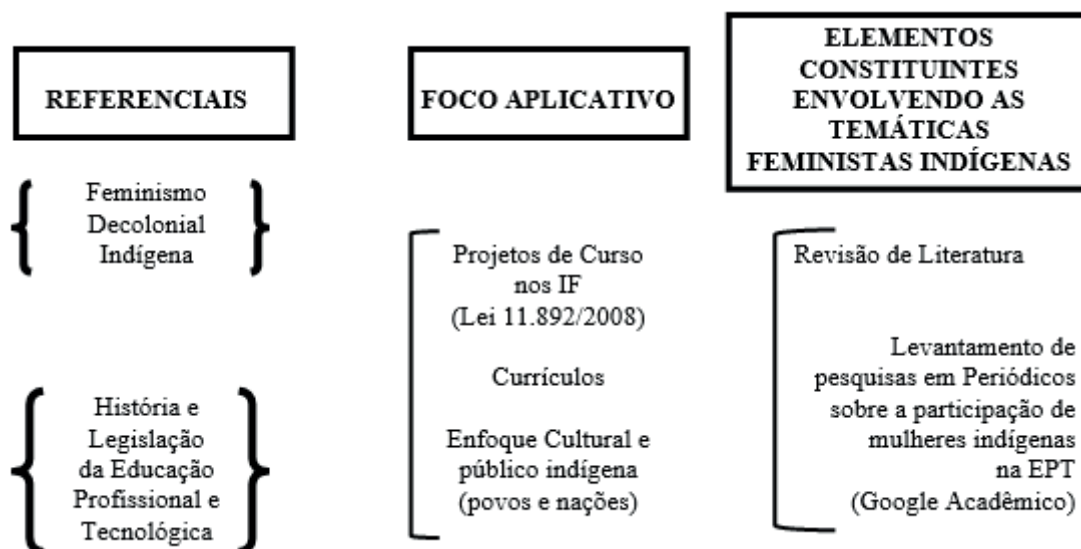 REFERENCIAIS
Feminismo
Decolonial
Indígena
História e
Legislação
da Educação
Profissional e
Tecnológica
FOCO APLICATIVO
Projetos de Curso
nos IF
(Lei 11.892/2008)
Currículos
Enfoque Cultural e
público indígena
(povos e nações)
ELEMENTOS
CONSTITUINTES
ENVOLVENDO AS
TEMÁTICAS
FEMINISTAS INDÍGENAS
Revisão de Literatura
Levantamento de
pesquisas em Periódicos
sobre a participação de
mulheres indígenas
na EPT
(Google Acadêmico)